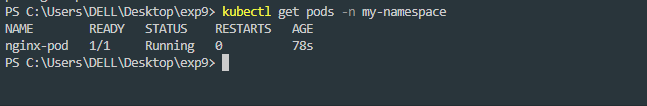 PS C:\Users\DELL\Desktop\exp9> kubectl get pods -n my-namespace
NAME        READY   STATUS    RESTARTS   AGE
nginx-pod   1/1     Running   0          78s
PS C:\Users\DELL\Desktop\exp9>